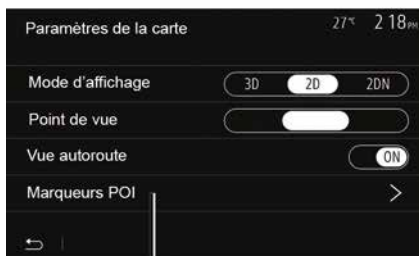 Paramètres de la carte 27°C 2 18PM
Mode d'affichage 3D 2D 2DN
Point de vue
Vue autoroute ON
Marqueurs POI >